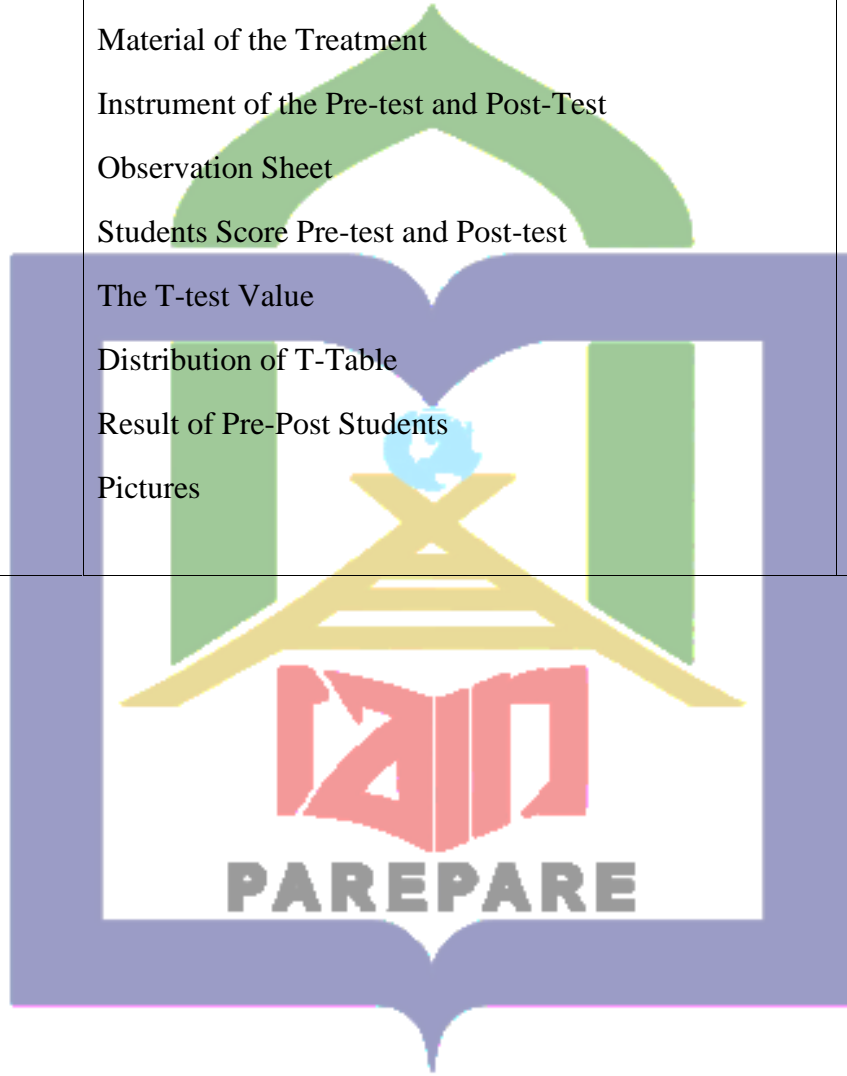 Material of the Treatment
Instrument of the Pre-test and Post-Test
Observation Sheet
Students Score Pre-test and Post-test
The T-test Value
Distribution of T-Table
Result of Pre-Post Students
Pictures
iain
PAREPARE